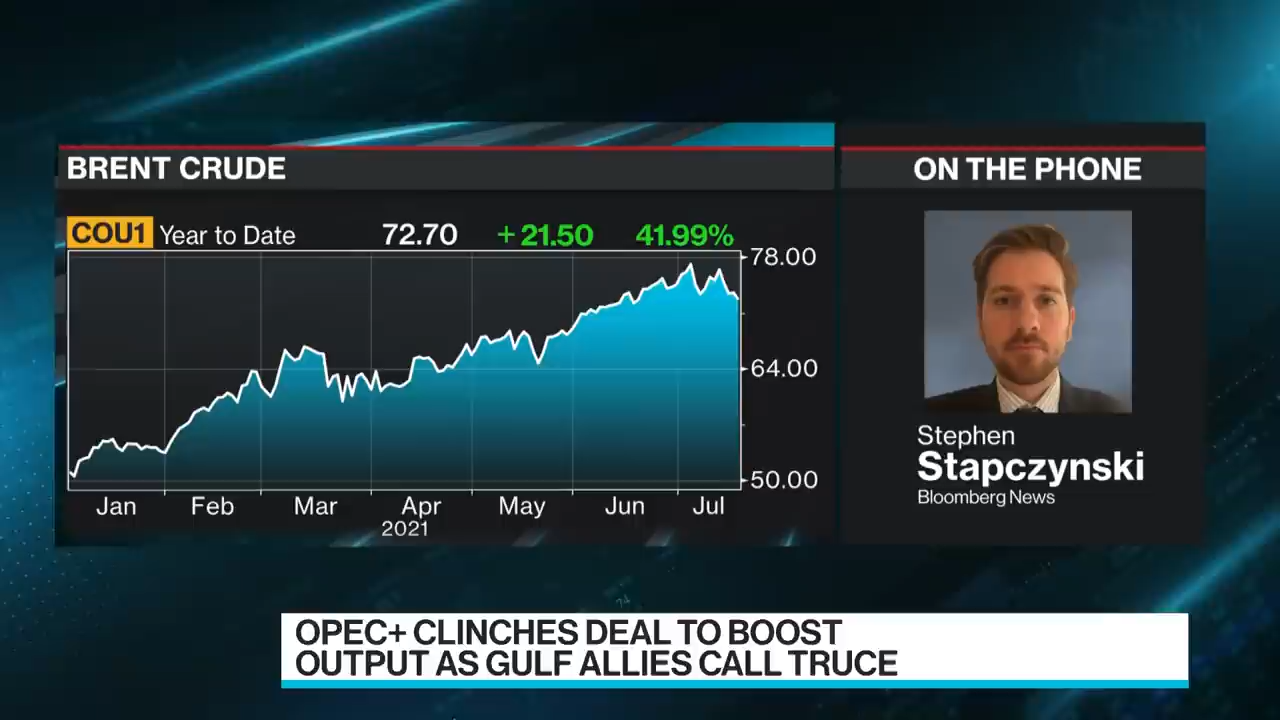 BRENT CRUDE
COU1 Year to Date 72.70 +21.50 41.99%
78.00
64.00
50.00
Jan Feb Mar Apr May Jun Jul
2021
ON THE PHONE
Stephen
Stapczynski
Bloomberg News
OPEC+ CLINCHES DEAL TO BOOST
OUTPUT AS GULF ALLIES CALL TRUCE